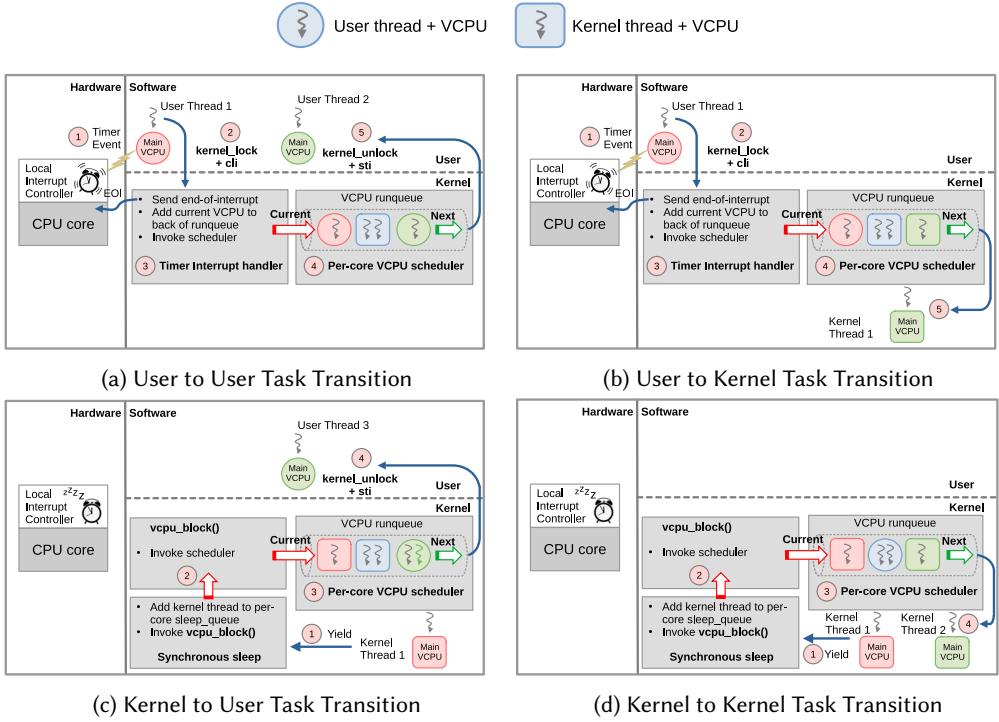 User thread + VCPU
Kernel thread + VCPU
Hardware
Software
User Thread 1
User Thread 2
1
Timer
Event
Main
VCPU
2
kernel_lock
+ cli
Main
VCPU
5
kernel_unlock
+ sti
User
Kernel
Local
Interrupt
Controller
EOI
CPU core
• Send end-of-interrupt
• Add current VCPU to
back of runqueue
• Invoke scheduler
3 Timer Interrupt handler
Current
VCPU runqueue
Next
4 Per-core VCPU scheduler
(a) User to User Task Transition
Hardware
Software
User Thread 1
1
Timer
Event
Main
VCPU
2
kernel_lock
+ cli
User
Kernel
Local
Interrupt
Controller
EOI
CPU core
• Send end-of-interrupt
• Add current VCPU to
back of runqueue
• Invoke scheduler
3 Timer Interrupt handler
Current
VCPU runqueue
Next
4 Per-core VCPU scheduler
Kernel
Thread 1
Main
VCPU
5
(b) User to Kernel Task Transition
Hardware
Software
User Thread 3
Main
VCPU
4
kernel_unlock
+ sti
User
Kernel
Local
Interrupt
Controller
zzzz
CPU core
vcpu_block()
• Invoke scheduler
2
Current
VCPU runqueue
Next
3 Per-core VCPU scheduler
• Add kernel thread to per-
core sleep_queue
• Invoke vcpu_block()
Synchronous sleep
1 Yield
Kernel
Thread 1
Main
VCPU
(c) Kernel to User Task Transition
Hardware
Software
User
Kernel
Local
Interrupt
Controller
zzzz
CPU core
vcpu_block()
• Invoke scheduler
2
Current
VCPU runqueue
Next
3 Per-core VCPU scheduler
• Add kernel thread to per-
core sleep_queue
• Invoke vcpu_block()
Synchronous sleep
Kernel
Thread 1
1 Yield
Main
VCPU
Kernel
Thread 2
Main
VCPU
4
(d) Kernel to Kernel Task Transition